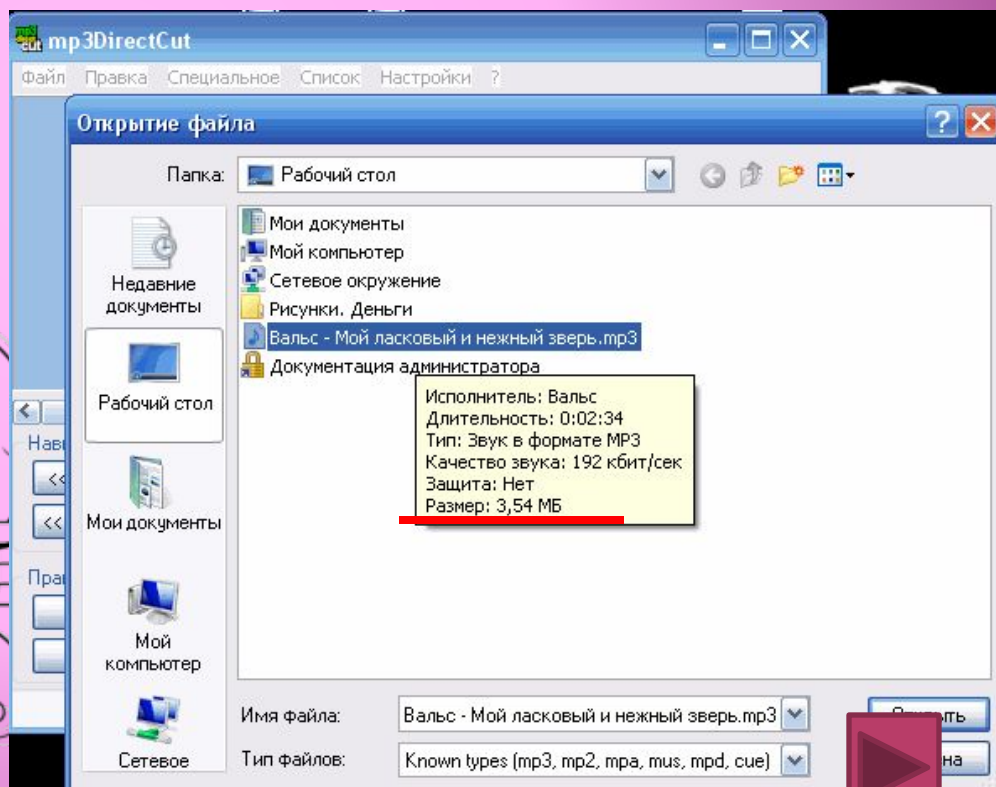 mp3DirectCut
Файл Правка Специальное Список Настройки ?
Открытие файла
Папка: Рабочий стол
Недавние документы
Рабочий стол
Мои документы
Мой компьютер
Сетевое
Мои документы
Мой компьютер
Сетевое окружение
Рисунки. Деньги
Вальс - Мой ласковый и нежный зверь.mp3
Документация администратора
Исполнитель: Вальс
Длительность: 0:02:34
Тип: Звук в формате MP3
Качество звука: 192 кбит/сек
Защита: Нет
Размер: 3,54 МБ
Имя файла: Вальс - Мой ласковый и нежный зверь.mp3
Тип файлов: Known types (mp3, mp2, mpa, mus, mpd, cue)